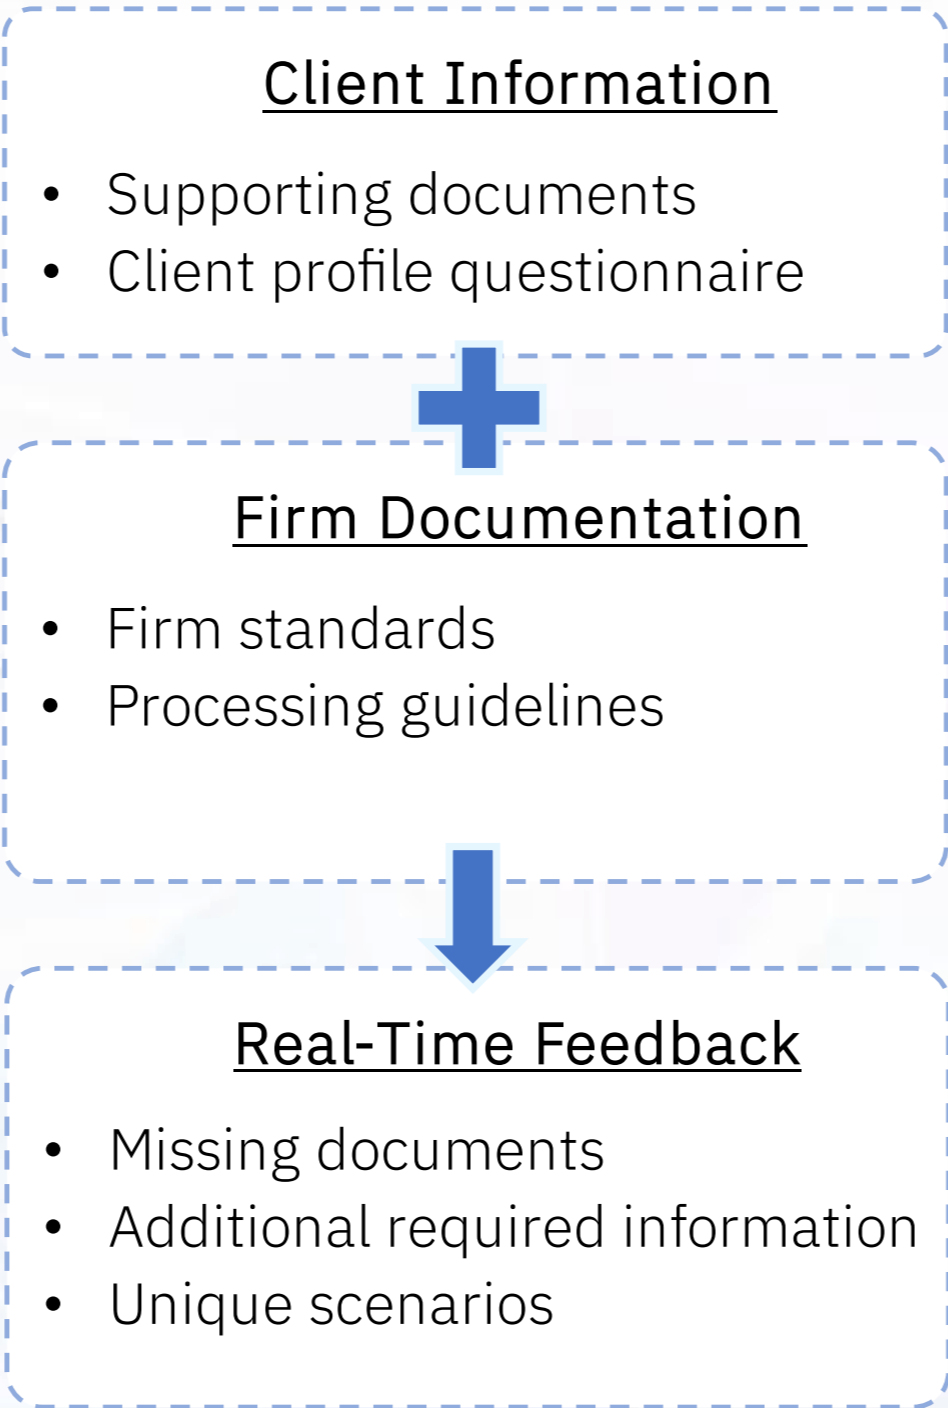 Client Information
• Supporting documents
• Client profile questionnaire
Firm Documentation
• Firm standards
• Processing guidelines
Real-Time Feedback
• Missing documents
• Additional required information
• Unique scenarios